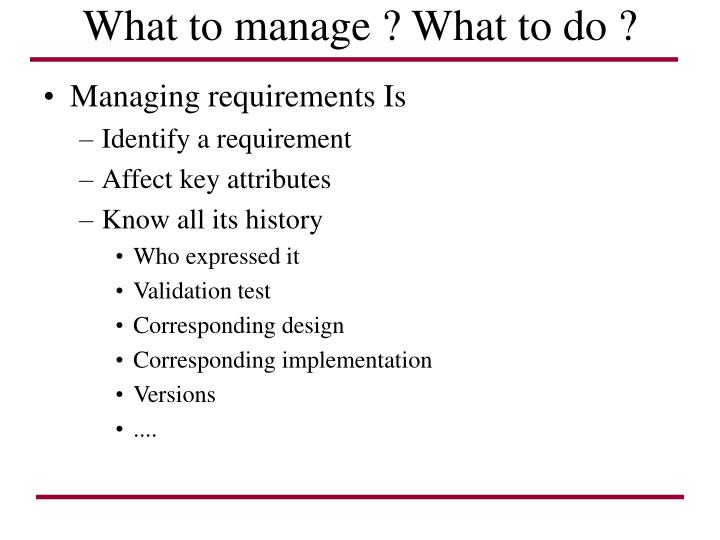 What to manage ? What to do ?
• Managing requirements Is
– Identify a requirement
– Affect key attributes
– Know all its history
• Who expressed it
• Validation test
• Corresponding design
• Corresponding implementation
• Versions
• ....